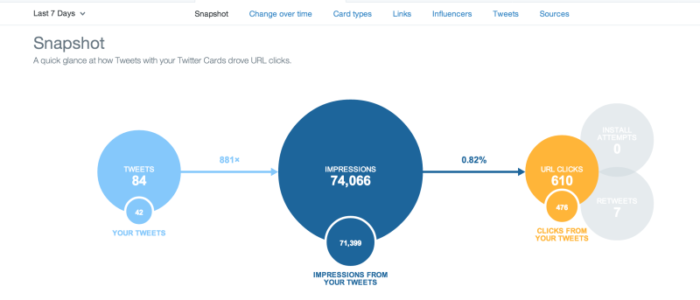 Last 7 Days
Snapshot
Change over time
Card types
Links
Influencers
Tweets
Sources
Snapshot
A quick glance at how Tweets with your Twitter Cards drove URL clicks.
TWEETS
84
42
YOUR TWEETS
881×
IMPRESSIONS
74,066
71,399
IMPRESSIONS FROM
YOUR TWEETS
0.82%
URL CLICKS
610
476
CLICKS FROM
YOUR TWEETS
INSTALL
ATTEMPTS
0
RETWEETS
7